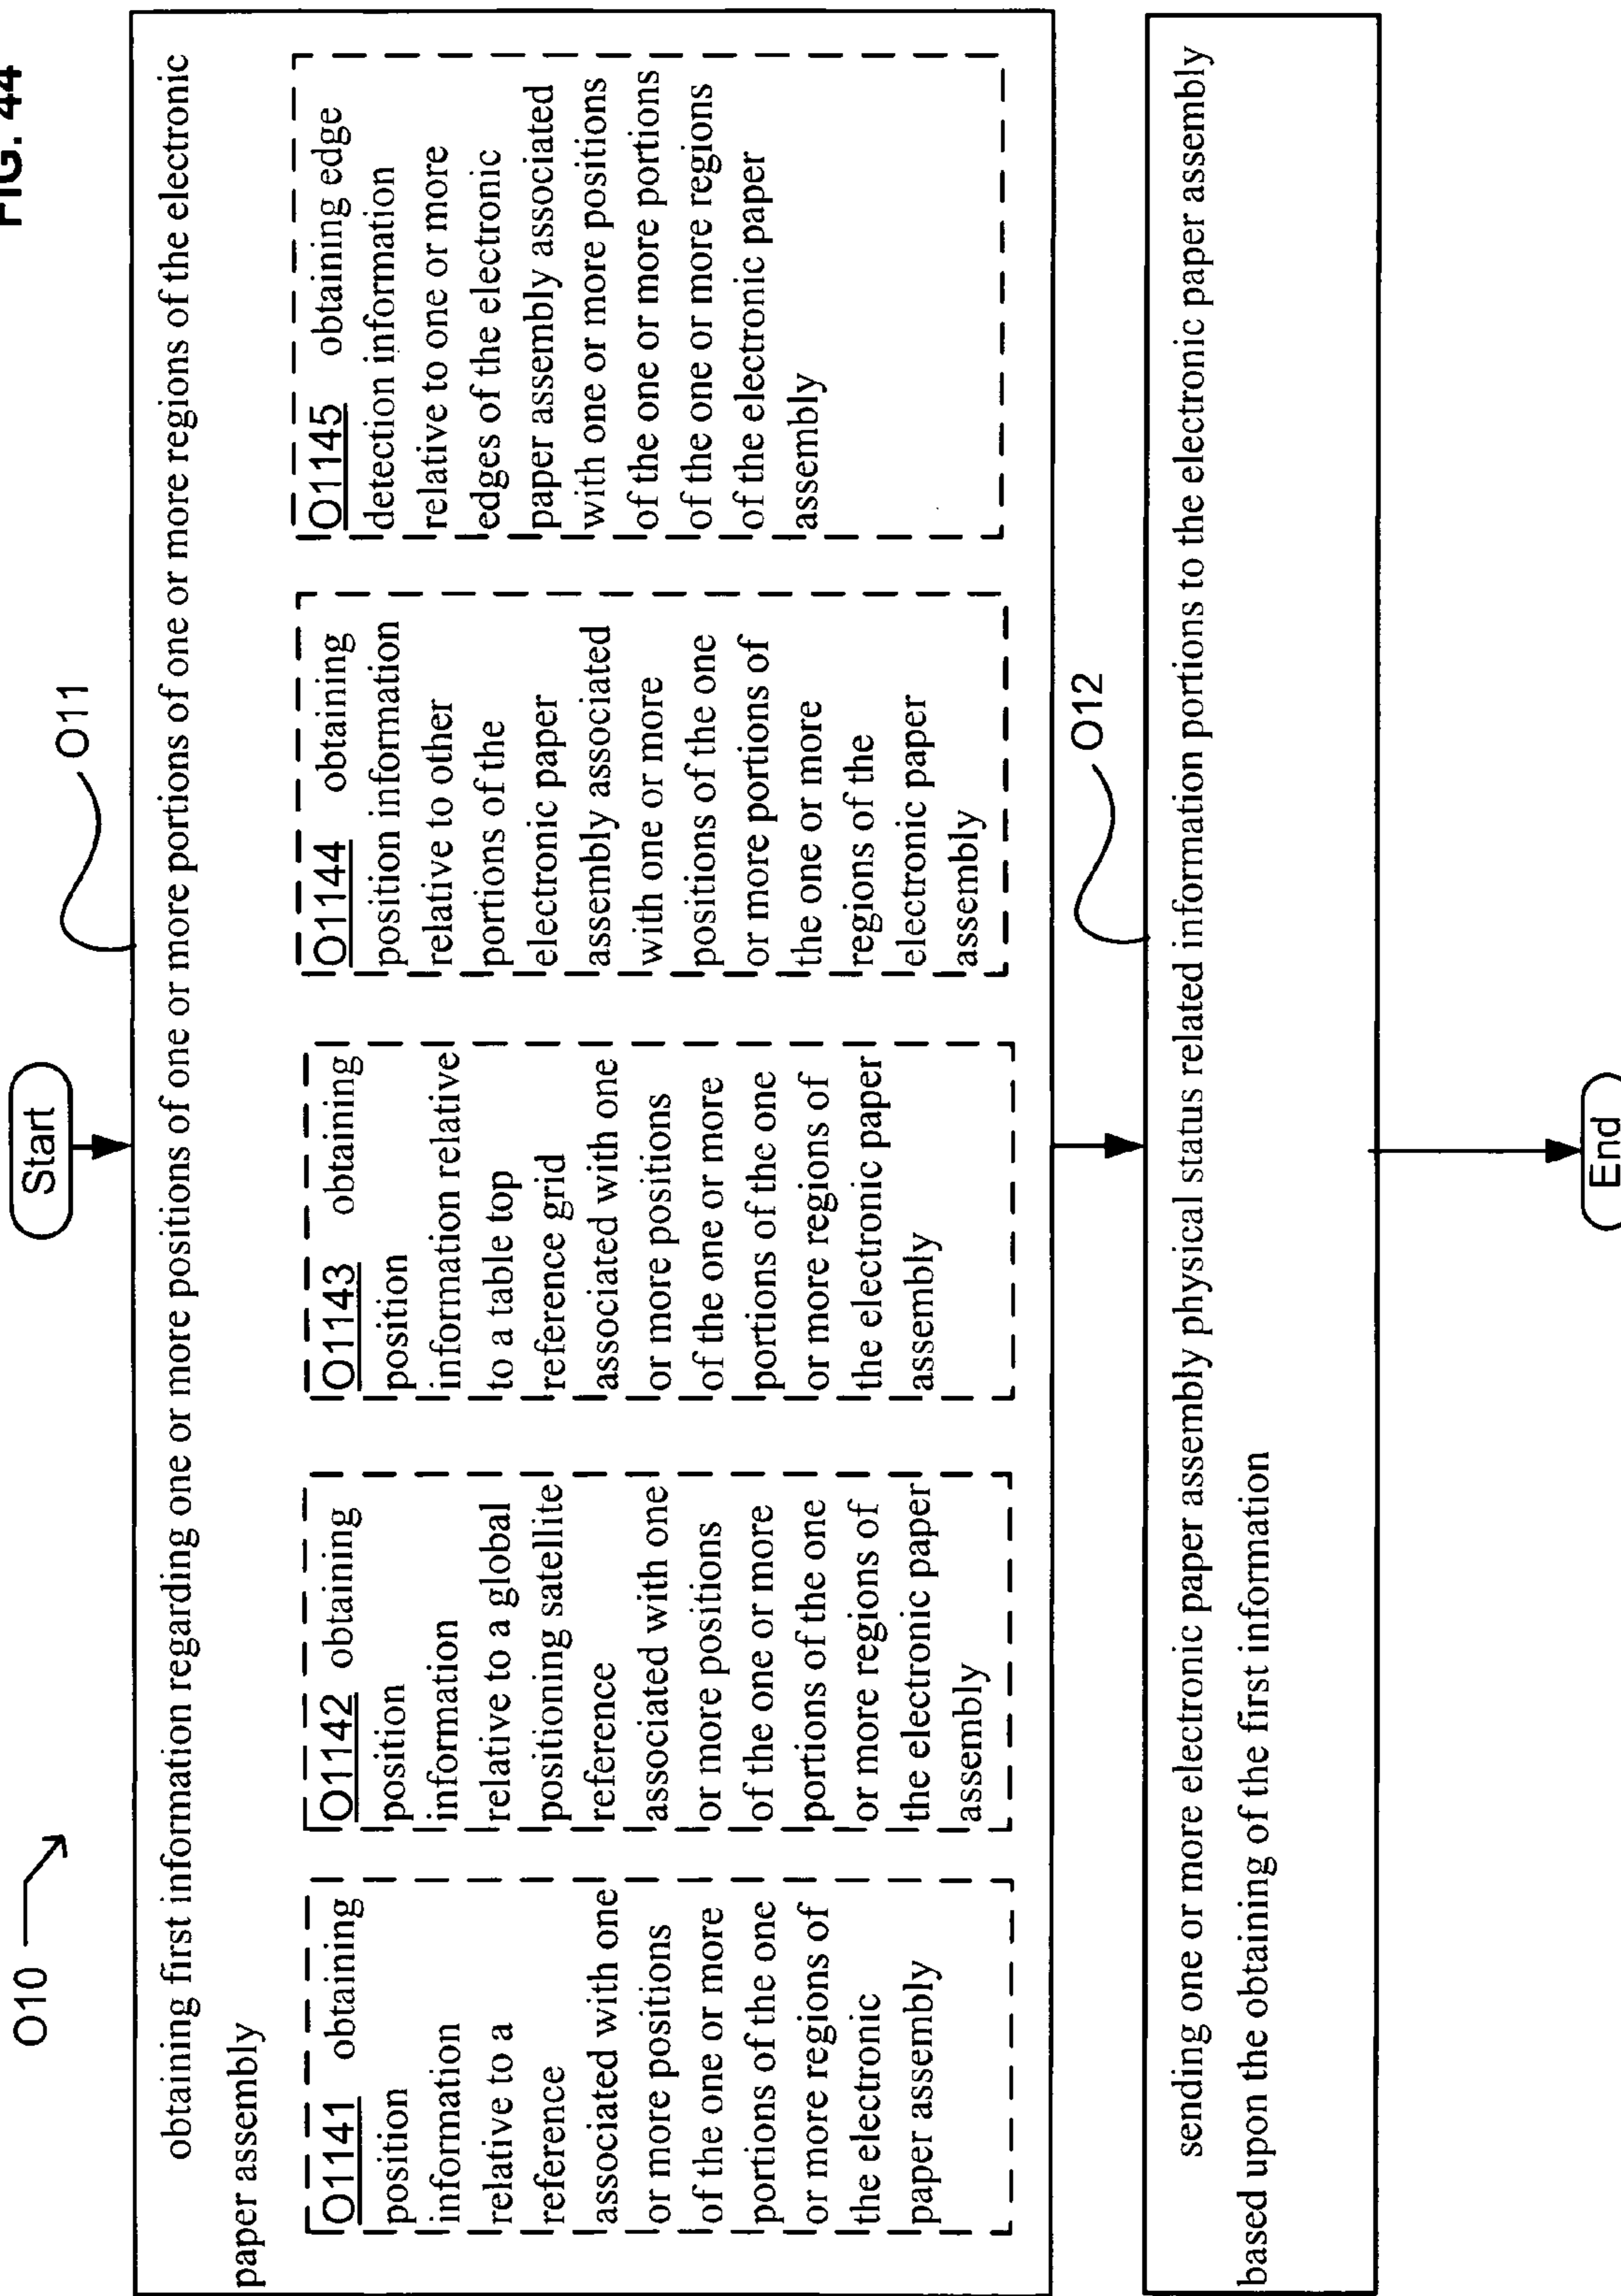 FIG. 44
O10
Start
O11
obtaining first information regarding one or more positions of one or more portions of one or more regions of the electronic
paper assembly
O1141 obtaining
position
information
relative to a
reference
associated with one
or more positions
of the one or more
portions of the one
or more regions of
the electronic
paper assembly
O1142 obtaining
position
information
relative to a global
positioning satellite
reference
associated with one
or more positions
of the one or more
portions of the one
or more regions of
the electronic paper
assembly
O1143 obtaining
position
information relative
to a table top
reference grid
associated with one
or more positions
of the one or more
portions of the one
or more regions of
the electronic paper
assembly
O1144 obtaining
position information
relative to other
portions of the
electronic paper
assembly associated
with one or more
positions of the one
or more portions of
the one or more
regions of the
electronic paper
assembly
O1145 obtaining edge
detection information
relative to one or more
edges of the electronic
paper assembly associated
with one or more positions
of the one or more portions
of the one or more regions
of the electronic paper
assembly
O12
sending one or more electronic paper assembly physical status related information portions to the electronic paper assembly
based upon the obtaining of the first information
End